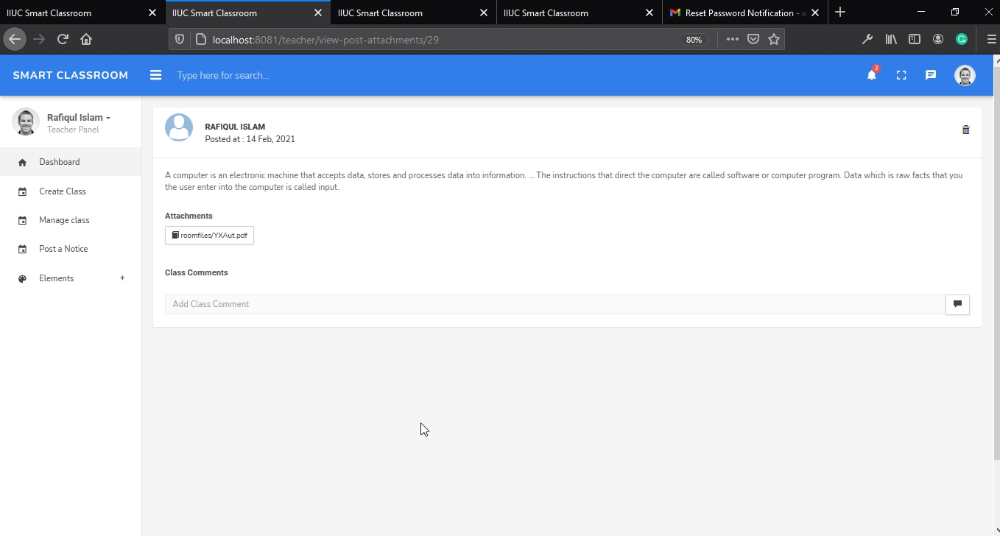 IIUC Smart Classroom
IIUC Smart Classroom
IIUC Smart Classroom
IIUC Smart Classroom
Reset Password Notification - a
localhost:8081/teacher/view-post-attachments/29
80%
SMART CLASSROOM
Type here for search...
3
Rafiqul Islam
Teacher Panel
Dashboard
Create Class
Manage class
Post a Notice
Elements +
RAFIQUL ISLAM
Posted at : 14 Feb, 2021
A computer is an electronic machine that accepts data, stores and processes data into information. ... The instructions that direct the computer are called software or computer program. Data which is raw facts that you
the user enter into the computer is called input.
Attachments
roomfiles/YXAut.pdf
Class Comments
Add Class Comment